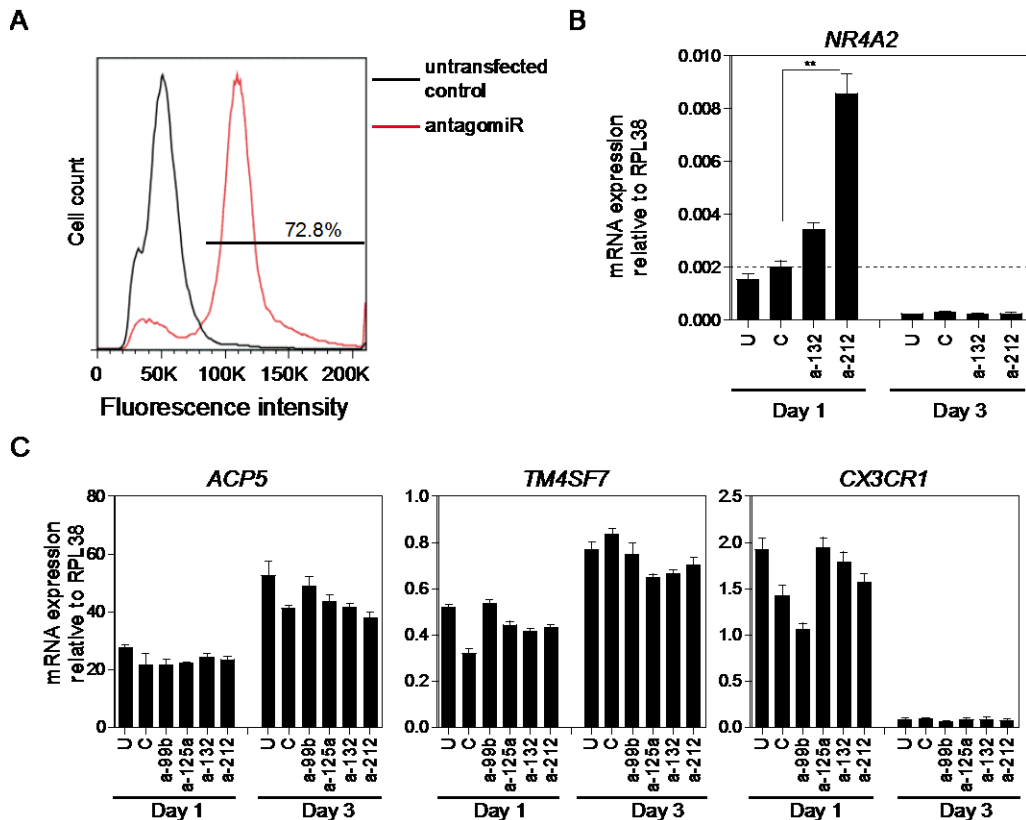 A
untransfected
control
antagomiR
72.8%
Cell count
0 50K 100K 150K 200K
Fluorescence intensity
B
NR4A2
**
mRNA expression
relative to RPL38
0.010
0.008
0.006
0.004
0.002
0.000
U C a-132 a-212 U C a-132 a-212
Day 1 Day 3
C
ACP5
mRNA expression
relative to RPL38
80
60
40
20
0
U C a-99b a-125a a-132 a-212 U C a-99b a-125a a-132 a-212
Day 1 Day 3
TM4SF7
1.0
0.8
0.6
0.4
0.2
0.0
U C a-99b a-125a a-132 a-212 U C a-99b a-125a a-132 a-212
Day 1 Day 3
CX3CR1
2.5
2.0
1.5
1.0
0.5
0.0
U C a-99b a-125a a-132 a-212 U C a-99b a-125a a-132 a-212
Day 1 Day 3